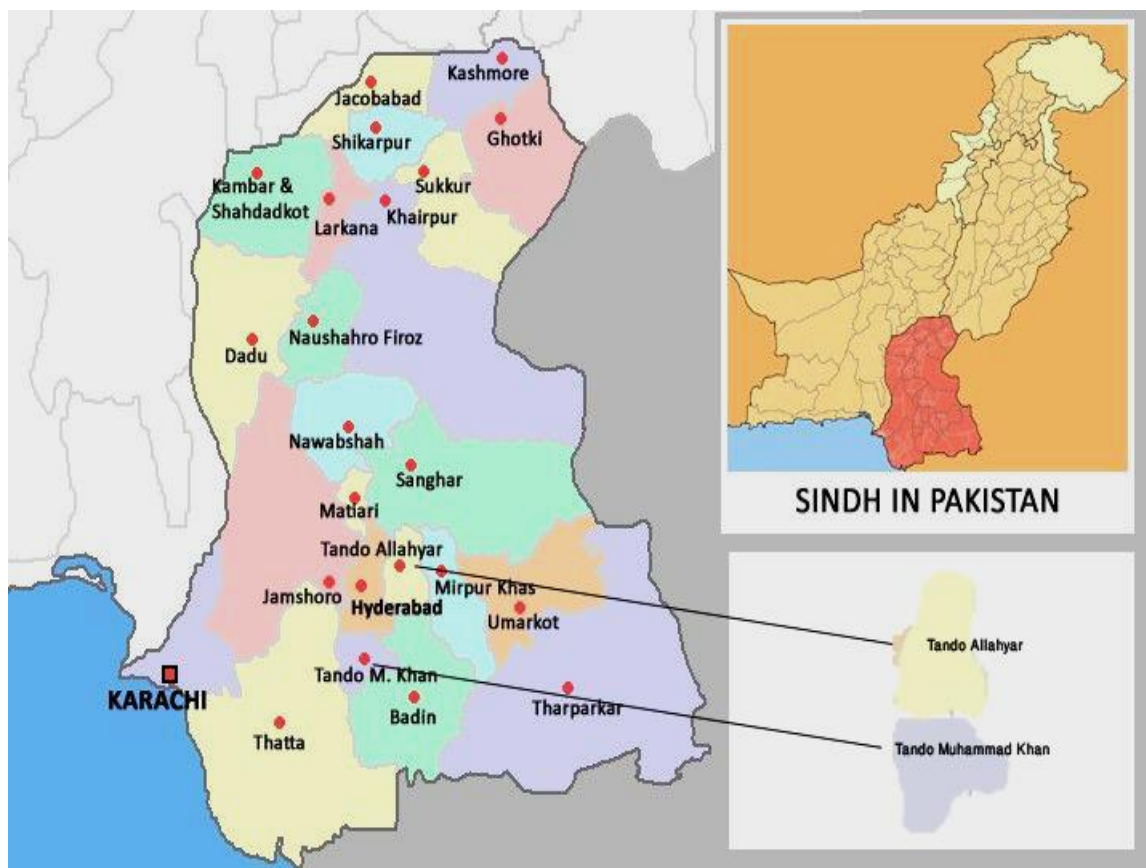 Kashmore
Jacobabad
Ghotki
Shikarpur
Sukkur
Kambar &
Shahdadkot
Larkana
Khairpur
Naushahro Firoz
Dadu
Nawabshah
Sanghar
Matiari
Tando Allahyar
Mirpur Khas
Jamshoro
Hyderabad
Umarkot
Tando M. Khan
KARACHI
Badin
Tharparkar
Thatta
SINDH IN PAKISTAN
Tando Allahyar
Tando Muhammad Khan